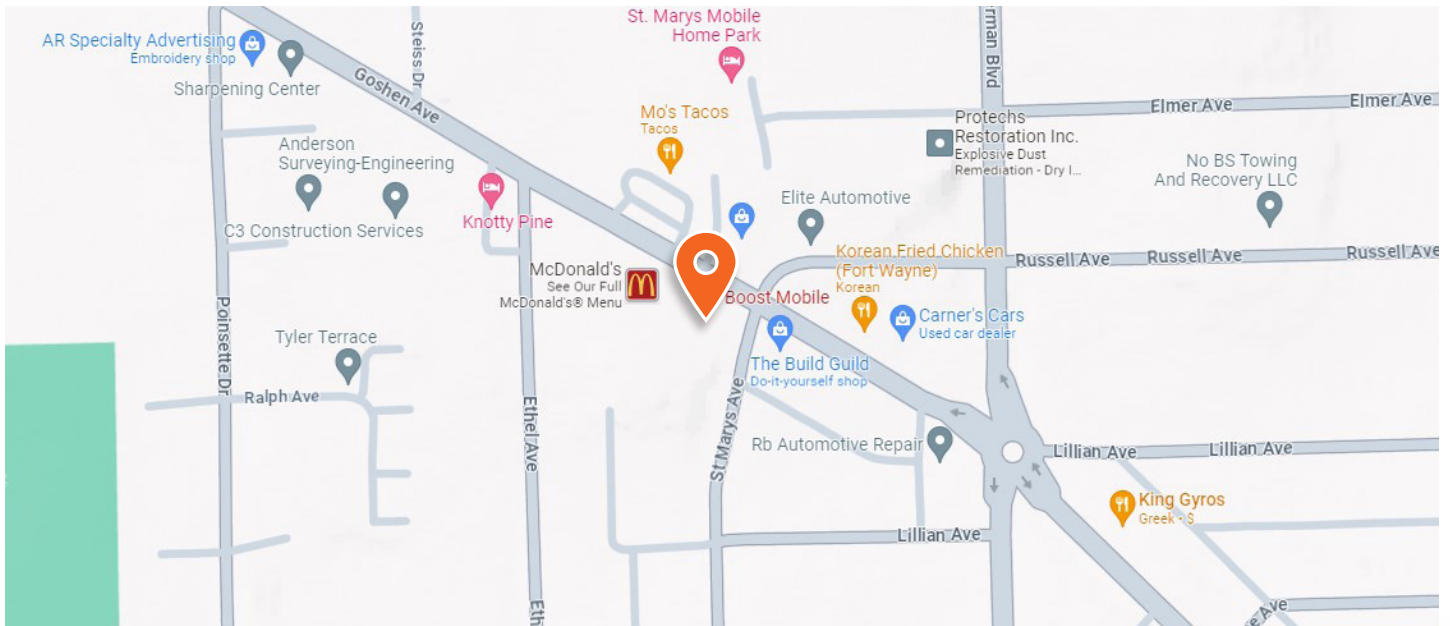 St. Marys Mobile
Home Park
AR Specialty Advertising
Embroidery shop
Sharpening Center
Steiss Dr
Goshen Ave
Mo's Tacos
Tacos
Elmer Ave
Elmer Ave
Protechs
Restoration Inc.
Explosive Dust
Remediation - Dry I...
Anderson
Surveying-Engineering
C3 Construction Services
Knotty Pine
No BS Towing
And Recovery LLC
Elite Automotive
Korean Fried Chicken
(Fort Wayne)
Korean
Russell Ave
Russell Ave
Russell Ave
McDonald's
See Our Full
McDonald's® Menu
Boost Mobile
Carner's Cars
Used car dealer
Poinsette Dr
Tyler Terrace
The Build Guild
Do-it-yourself shop
Ralph Ave
Ethel Ave
St Marys Ave
Rb Automotive Repair
Lillian Ave
Lillian Ave
King Gyros
Greek · $
Lillian Ave